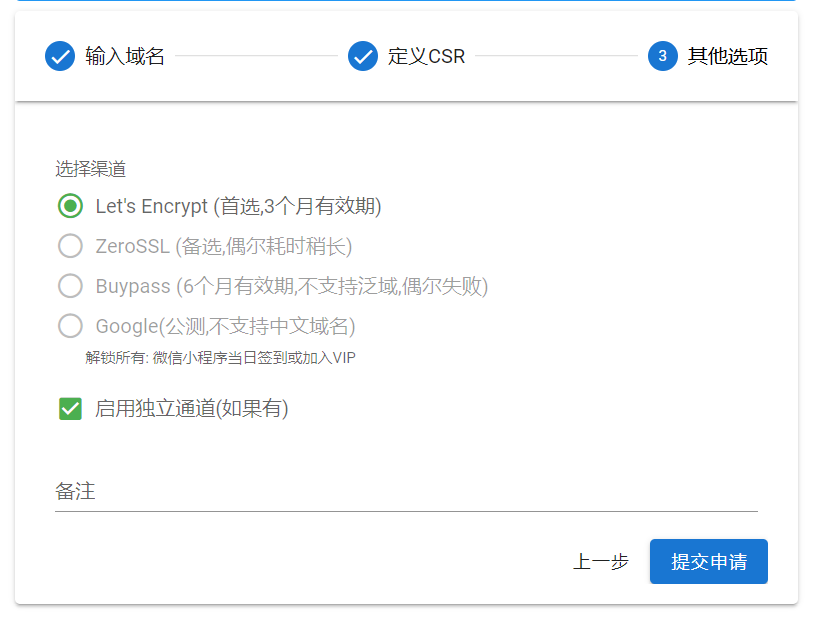 输入域名
定义CSR
3 其他选项
选择渠道
Let's Encrypt (首选,3个月有效期)
ZeroSSL (备选,偶尔耗时稍长)
Buypass (6个月有效期,不支持泛域,偶尔失败)
Google(公测,不支持中文域名)
解锁所有: 微信小程序当日签到或加入VIP
启用独立通道(如果有)
备注
上一步
提交申请